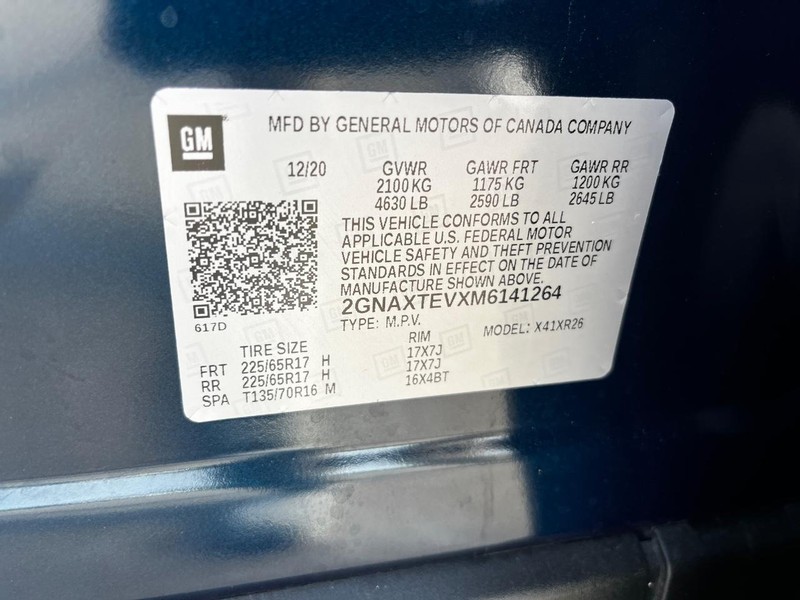 GM
MFD BY GENERAL MOTORS OF CANADA COMPANY
12/20 GVWR GAWR FRT GAWR RR
2100 KG 1175 KG 1200 KG
4630 LB 2590 LB 2645 LB
THIS VEHICLE CONFORMS TO ALL
APPLICABLE U.S. FEDERAL MOTOR
VEHICLE SAFETY AND THEFT PREVENTION
STANDARDS IN EFFECT ON THE DATE OF
MANUFACTURE SHOWN ABOVE.
2GNAXTEVXM6141264
617D
TYPE: M.P.V. MODEL: X41XR26
TIRE SIZE RIM
FRT 225/65R17 H 17X7J
RR 225/65R17 H 17X7J
SPA T135/70R16 M 16X4BT